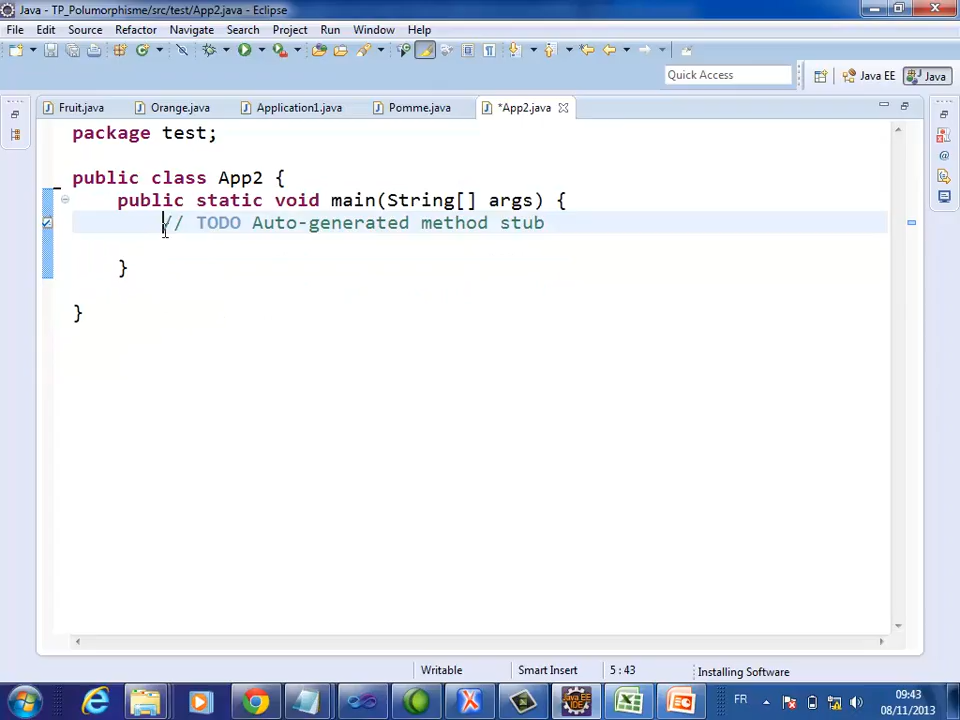 Java - TP_Polumorphisme/src/test/App2.java - Eclipse
File Edit Source Refactor Navigate Search Project Run Window Help
Quick Access
Java EE
Java
Fruit.java
Orange.java
Application1.java
Pomme.java
*App2.java
package test;
public class App2 {
public static void main(String[] args) {
// TODO Auto-generated method stub
}
}
Writable
Smart Insert
5 : 43
Installing Software
FR
09:43
08/11/2013